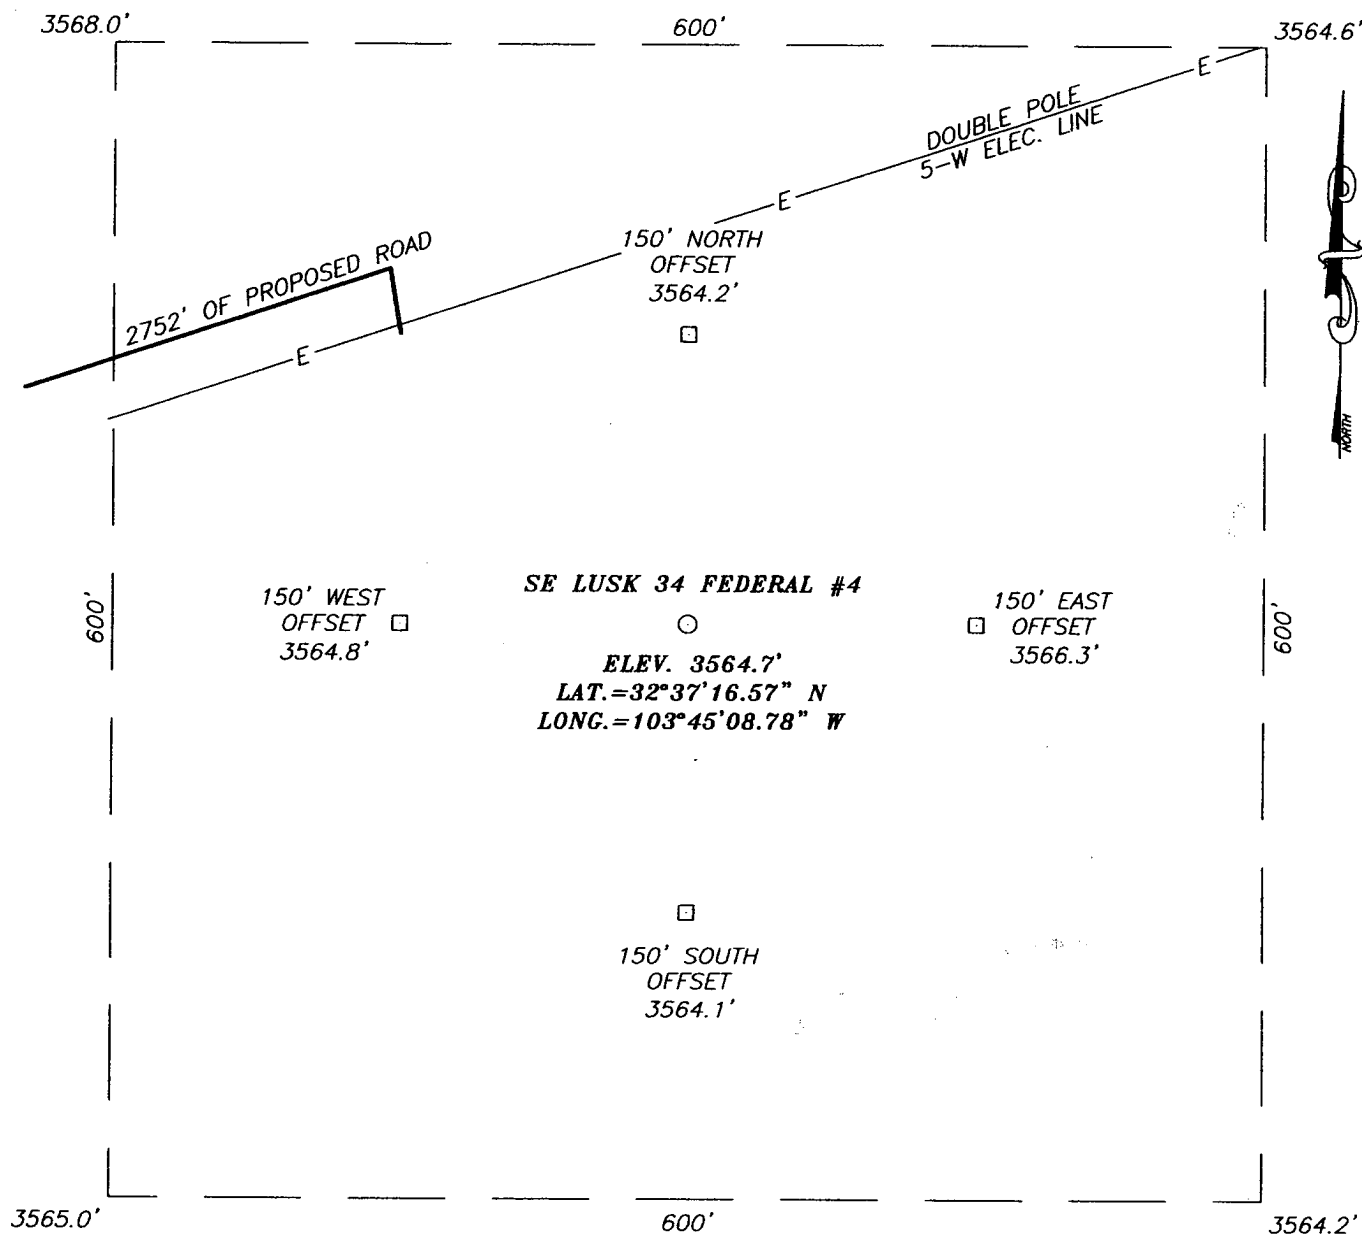 3568.0'
600'
3564.6'
DOUBLE POLE
5-W ELEC. LINE
E
E
2752' OF PROPOSED ROAD
E
150' NORTH
OFFSET
3564.2'
NORTH
600'
150' WEST
OFFSET
3564.8'
SE LUSK 34 FEDERAL #4
ELEV. 3564.7'
LAT.=32°37'16.57" N
LONG.=103°45'08.78" W
150' EAST
OFFSET
3566.3'
600'
150' SOUTH
OFFSET
3564.1'
3565.0'
600'
3564.2'